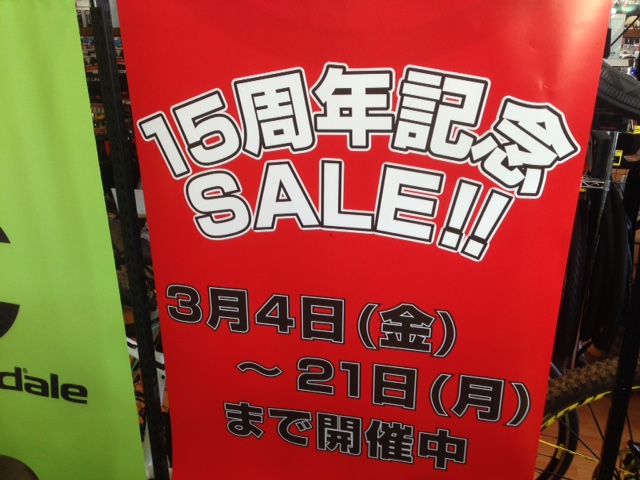 15周年記念
SALE!!
3月4日(金)
～21日(月)
まで開催中
dale